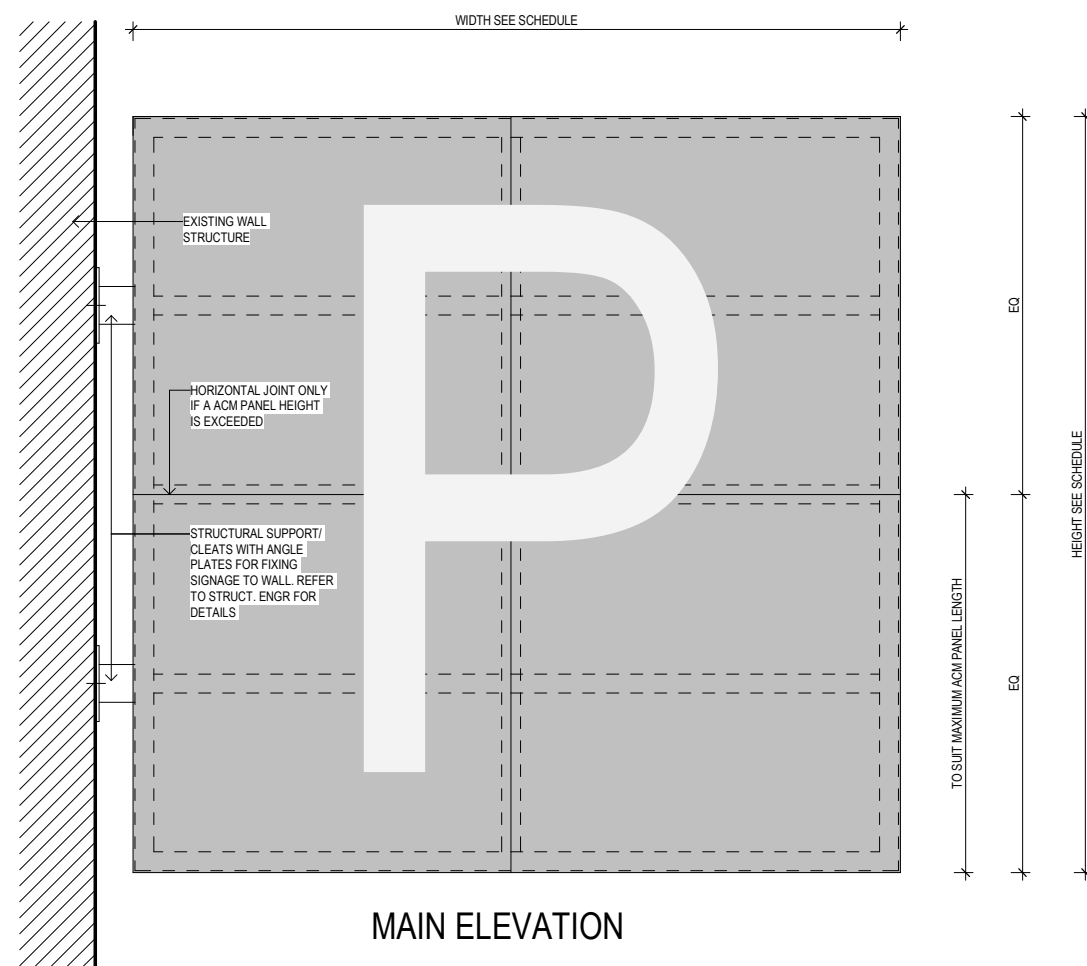 WIDTH SEE SCHEDULE
EXISTING WALL
STRUCTURE
P
EQ
HORIZONTAL JOINT ONLY
IF A ACM PANEL HEIGHT
IS EXCEEDED
HEIGHT SEE SCHEDULE
STRUCTURAL SUPPORT/
CLEATS WITH ANGLE
PLATES FOR FIXING
SIGNAGE TO WALL. REFER
TO STRUCT. ENGR FOR
DETAILS
TO SUIT MAXIMUM ACM PANEL LENGTH
EQ
MAIN ELEVATION